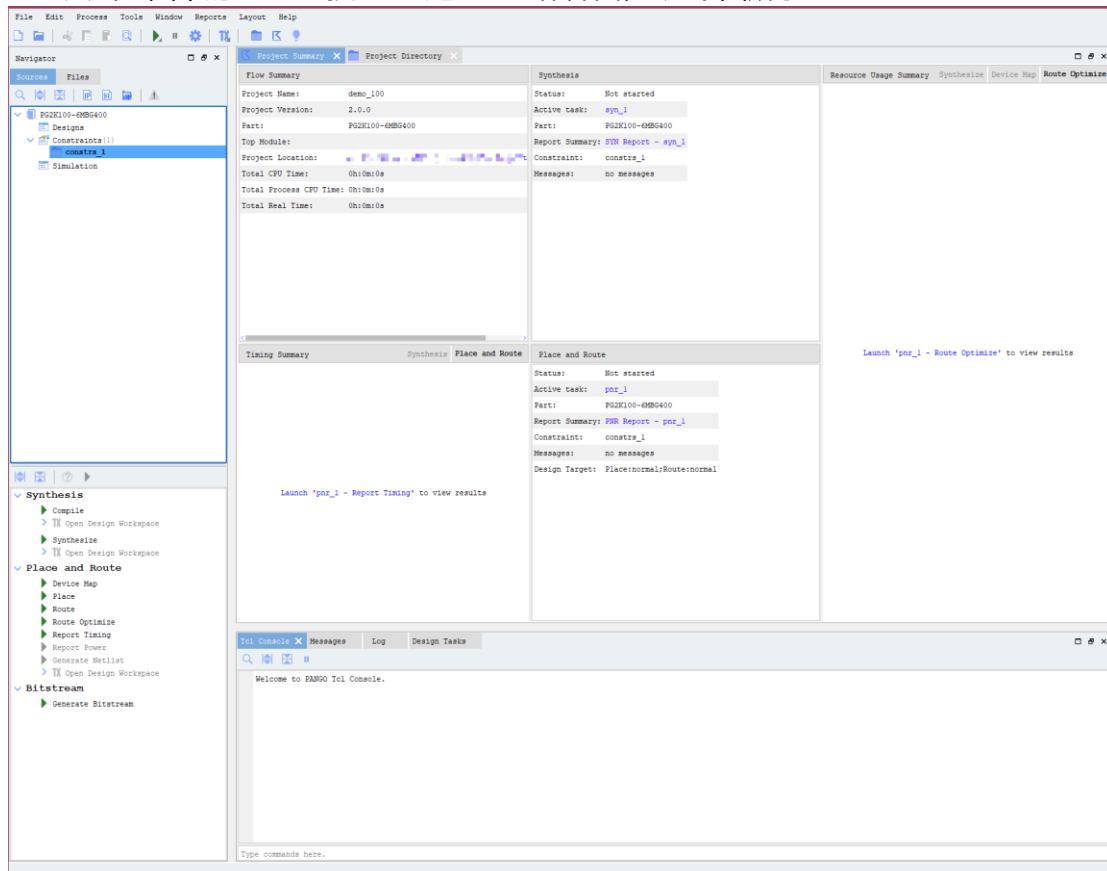 File Edit Process Tools Window Reports Layout Help
Navigator
Sources Files
PG2K100-6MBG400
Designs
Constraints(1)
constrs_1
Simulation
Synthesis
Compile
Open Design Workspace
Synthesize
Open Design Workspace
Place and Route
Device Map
Place
Route
Route Optimize
Report Timing
Report Power
Generate Netlist
Open Design Workspace
Bitstream
Generate Bitstream
Project Summary Project Directory
Flow Summary
Project Name: demo_100
Project Version: 2.0.0
Part: PG2K100-6MBG400
Top Module:
Project Location:
Total CPU Time: 0h:0m:0s
Total Process CPU Time: 0h:0m:0s
Total Real Time: 0h:0m:0s
Synthesis
Status: Not started
Active task: syn_1
Part: PG2K100-6MBG400
Report Summary: SYN Report - syn_1
Constraint: constrs_1
Messages: no messages
Resource Usage Summary Synthesize Device Map Route Optimize
Launch 'pnr_1 - Route Optimize' to view results
Timing Summary Synthesis Place and Route
Launch 'pnr_1 - Report Timing' to view results
Place and Route
Status: Not started
Active task: pnr_1
Part: PG2K100-6MBG400
Report Summary: PNR Report - pnr_1
Constraint: constrs_1
Messages: no messages
Design Target: Place:normal;Route:normal
Tcl Console Messages Log Design Tasks
Welcome to PANGO Tcl Console.
Type commands here.